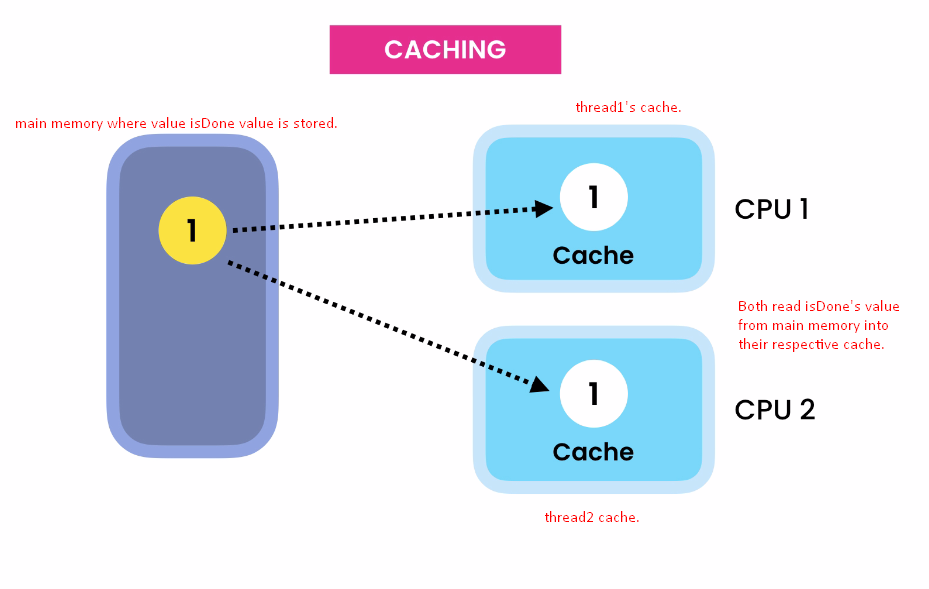 CACHING
main memory where value isDone value is stored.
thread1's cache.
1
1
Cache
CPU 1
Both read isDone's value
from main memory into
their respective cache.
1
Cache
CPU 2
thread2 cache.